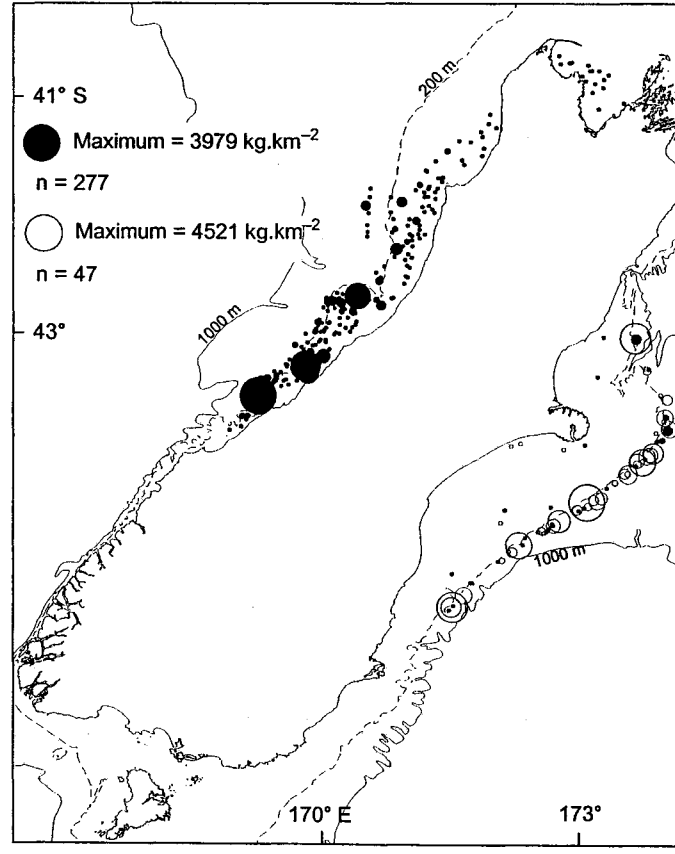 200 m
41° S
Maximum = 3979 kg.km⁻²
n = 277
Maximum = 4521 kg.km⁻²
n = 47
1000 m
43°
1000 m
170° E
173°